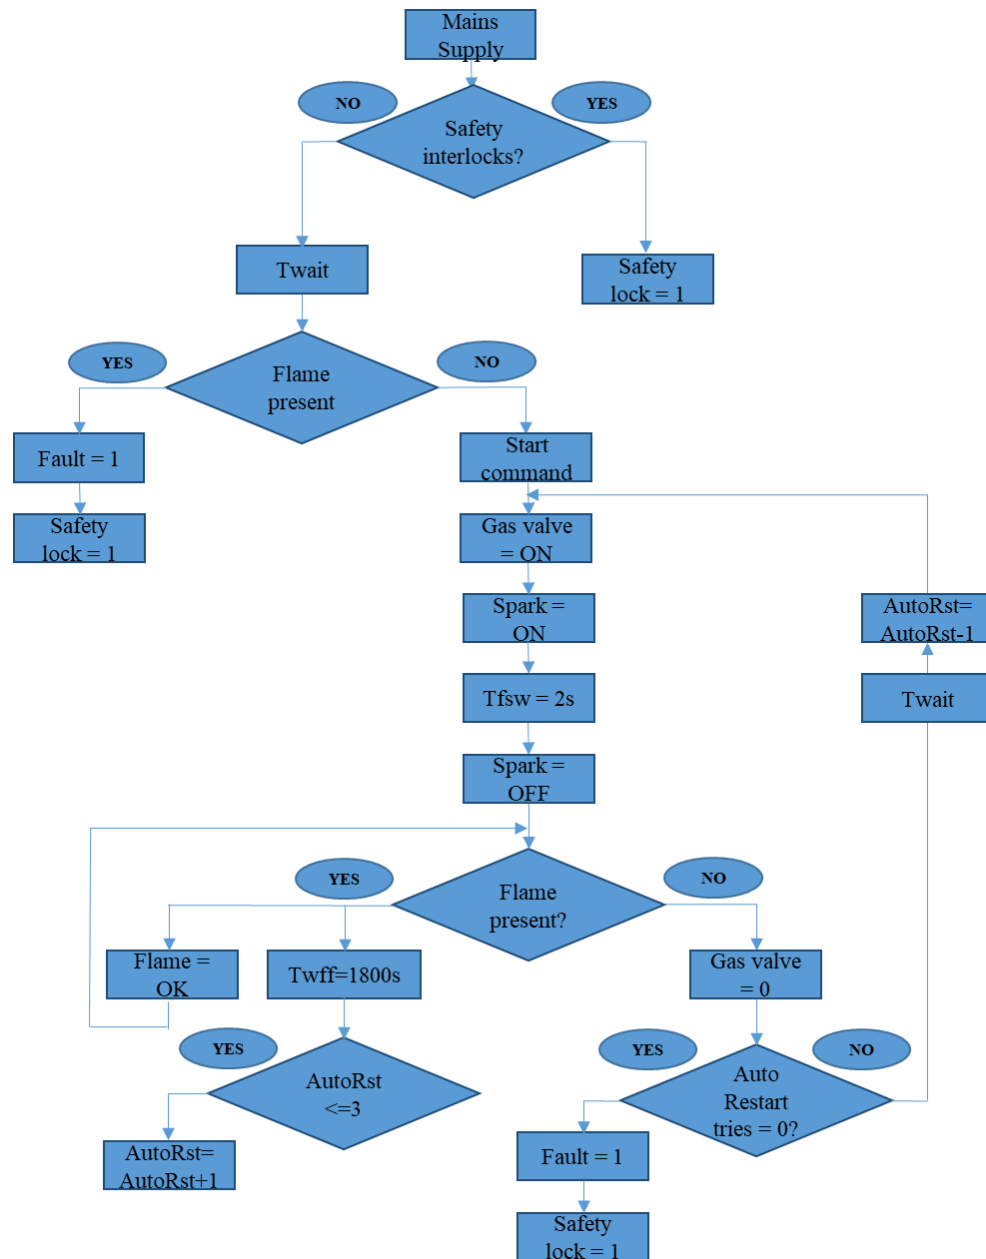 Mains
Supply
NO
YES
Safety
interlocks?
Twait
Safety
lock = 1
YES
NO
Flame
present
Fault = 1
Start
command
Safety
lock = 1
Gas valve
= ON
Spark =
ON
AutoRst=
AutoRst-1
Tfsw = 2s
Twait
Spark =
OFF
YES
NO
Flame
present?
Flame =
OK
Twff=1800s
Gas valve
= 0
YES
YES
NO
AutoRst
<=3
Auto
Restart
tries = 0?
AutoRst=
AutoRst+1
Fault = 1
Safety
lock = 1